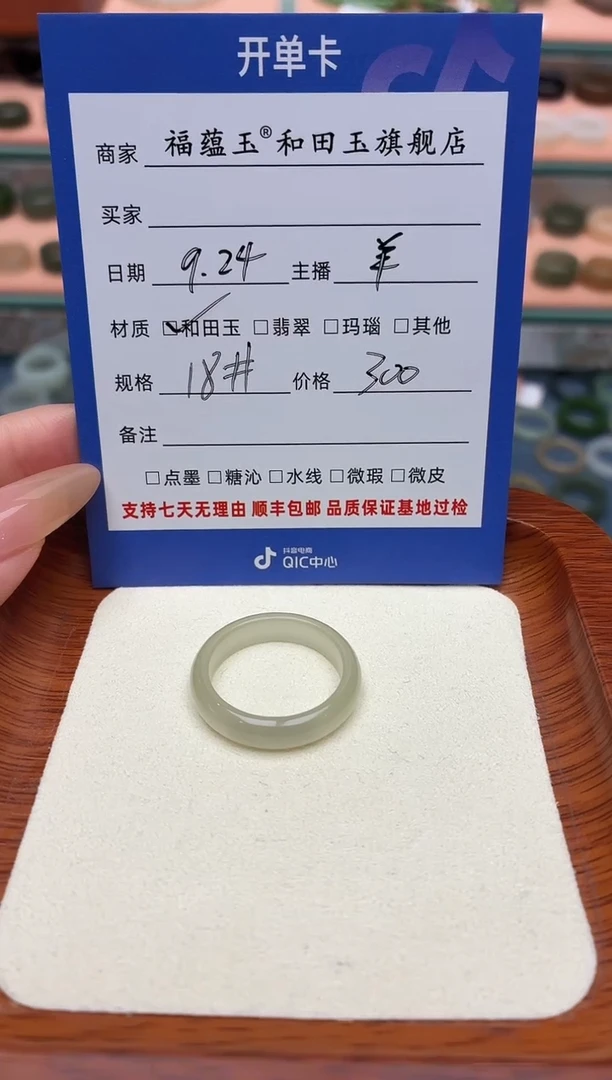 开单卡
商家 福蕴玉®和田玉旗舰店
买家
日期 9.24 主播 羊
材质 ☑和田玉 □翡翠 □玛瑙 □其他
规格 18# 价格 300
备注
□点墨 □糖沁 □水线 □微瑕 □微皮
支持七天无理由 顺丰包邮 品质保证基地过检
抖音电商
QIC中心